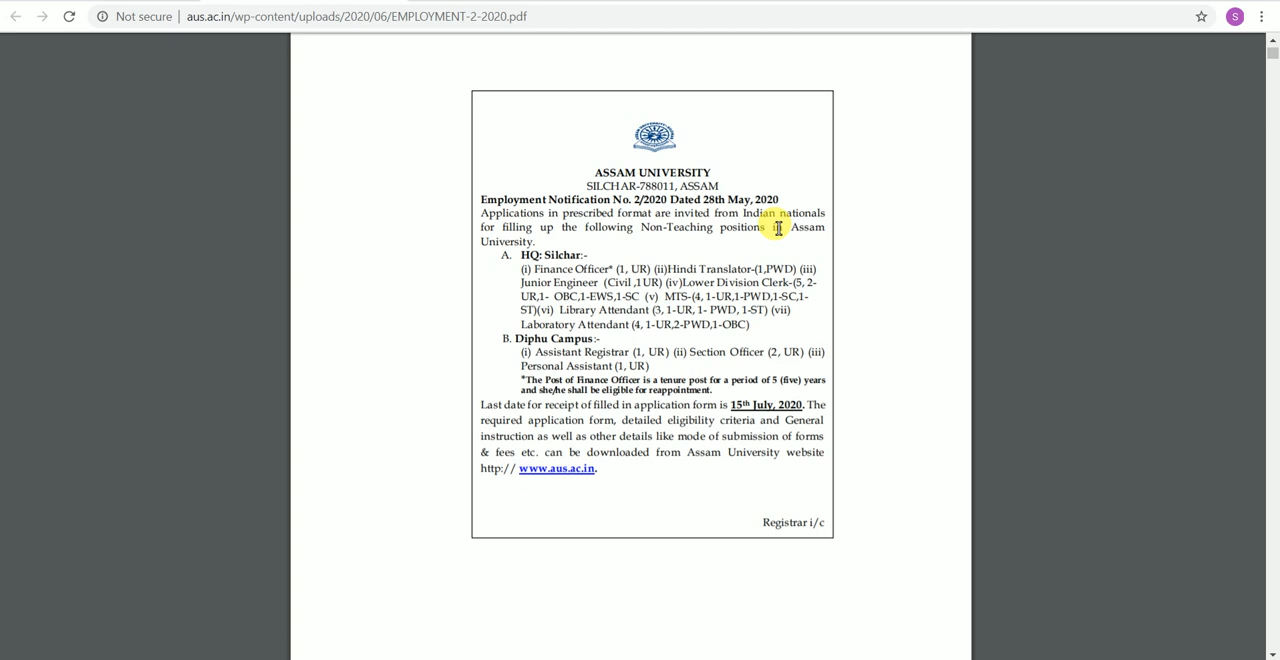 Not secure | aus.ac.in/wp-content/uploads/2020/06/EMPLOYMENT-2-2020.pdf
S
ASSAM UNIVERSITY
SILCHAR-788011, ASSAM
Employment Notification No. 2/2020 Dated 28th May, 2020
Applications in prescribed format are invited from Indian nationals
for filling up the following Non-Teaching positions in Assam
University.
A. HQ: Silchar:-
(i) Finance Officer* (1, UR) (ii)Hindi Translator-(1,PWD) (iii)
Junior Engineer (Civil ,1UR) (iv)Lower Division Clerk-(5, 2-
UR,1- OBC,1-EWS,1-SC (v) MTS-(4, 1-UR,1-PWD,1-SC,1-
ST)(vi) Library Attendant (3, 1-UR, 1- PWD, 1-ST) (vii)
Laboratory Attendant (4, 1-UR,2-PWD,1-OBC)
B. Diphu Campus:-
(i) Assistant Registrar (1, UR) (ii) Section Officer (2, UR) (iii)
Personal Assistant (1, UR)
*The Post of Finance Officer is a tenure post for a period of 5 (five) years
and she/he shall be eligible for reappointment.
Last date for receipt of filled in application form is 15th July, 2020. The
required application form, detailed eligibility criteria and General
instruction as well as other details like mode of submission of forms
& fees etc. can be downloaded from Assam University website
http:// www.aus.ac.in.
Registrar i/c